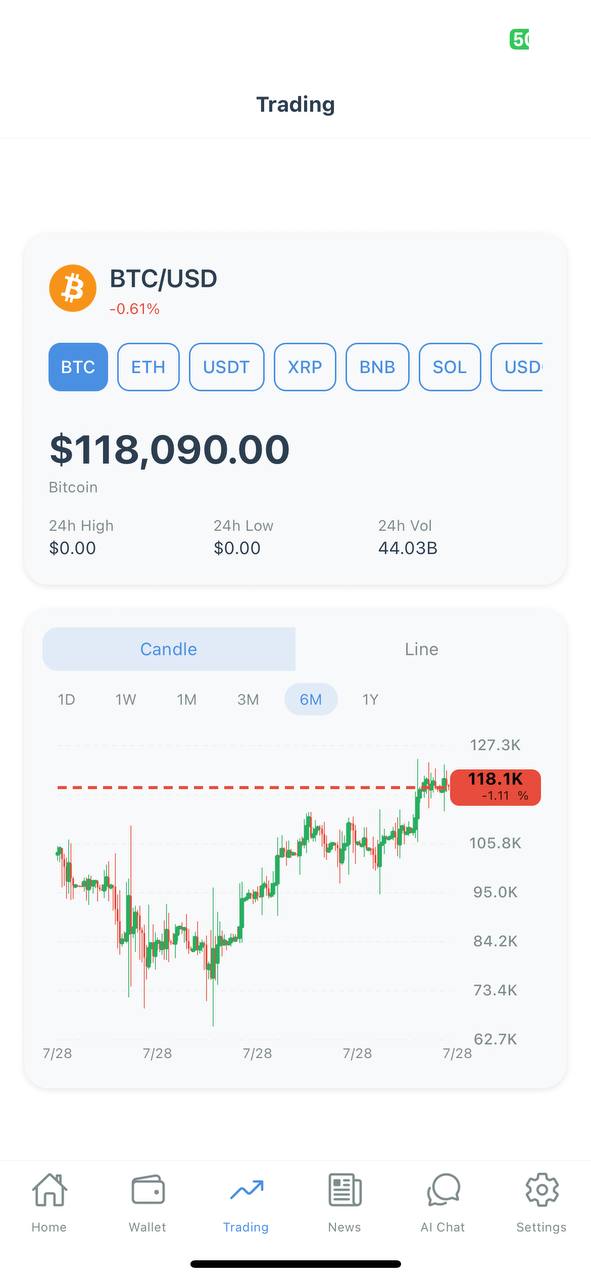 Trading
BTC/USD
-0.61%
BTC ETH USDT XRP BNB SOL
$118,090.00
Bitcoin
24h High 24h Low 24h Vol
$0.00 $0.00 44.03B
Candle Line
1D 1W 1M 3M 6M 1Y
127.3K
118.1K
-1.11 %
105.8K
95.0K
84.2K
73.4K
62.7K
7/28 7/28 7/28 7/28 7/28
Home Wallet Trading News AI Chat Settings